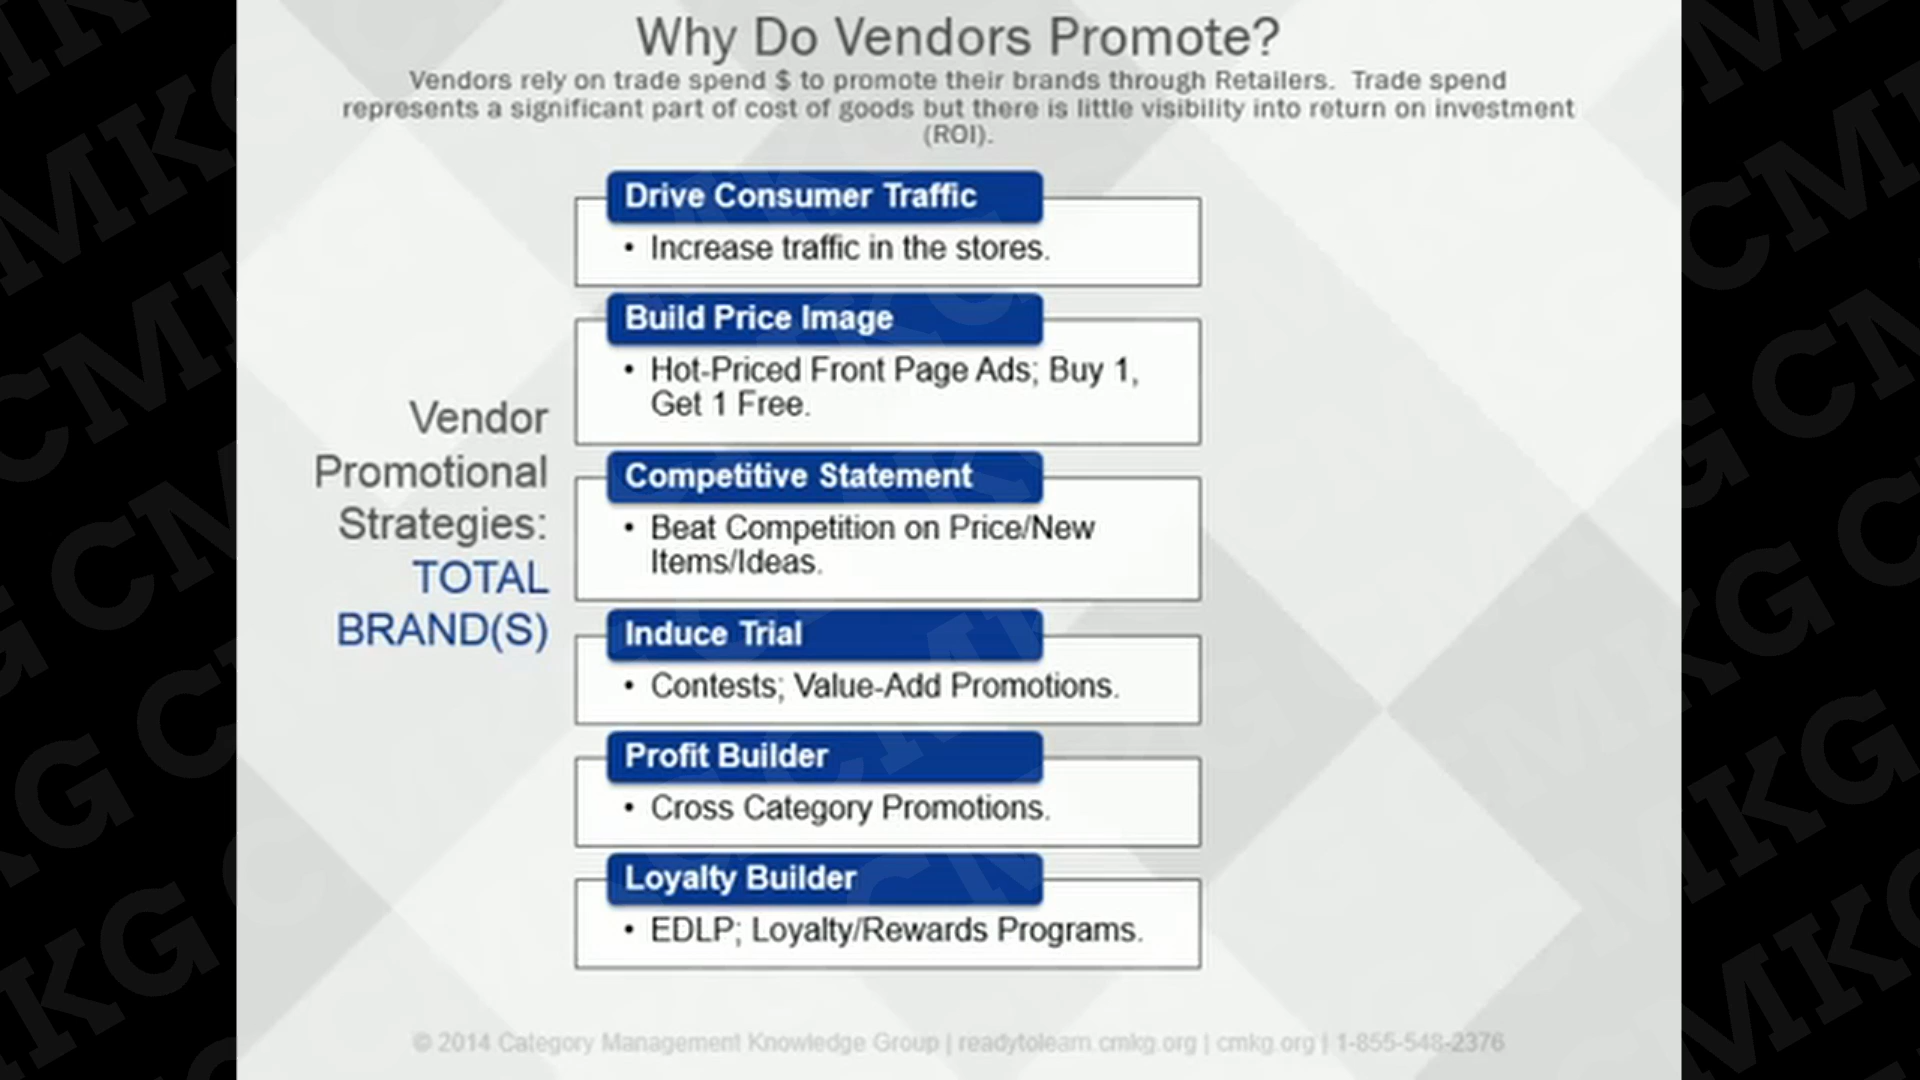 Why Do Vendors Promote?
Vendors rely on trade spend $ to promote their brands through Retailers. Trade spend
represents a significant part of cost of goods but there is little visibility into return on investment
(ROI).
Vendor
Promotional
Strategies:
TOTAL
BRAND(S)
Drive Consumer Traffic
• Increase traffic in the stores.
Build Price Image
• Hot-Priced Front Page Ads; Buy 1,
Get 1 Free.
Competitive Statement
• Beat Competition on Price/New
Items/Ideas.
Induce Trial
• Contests; Value-Add Promotions.
Profit Builder
• Cross Category Promotions.
Loyalty Builder
• EDLP; Loyalty/Rewards Programs.
© 2014 Category Management Knowledge Group | readytolearn.cmkg.org | cmkg.org | 1-855-548-2376
CMKG